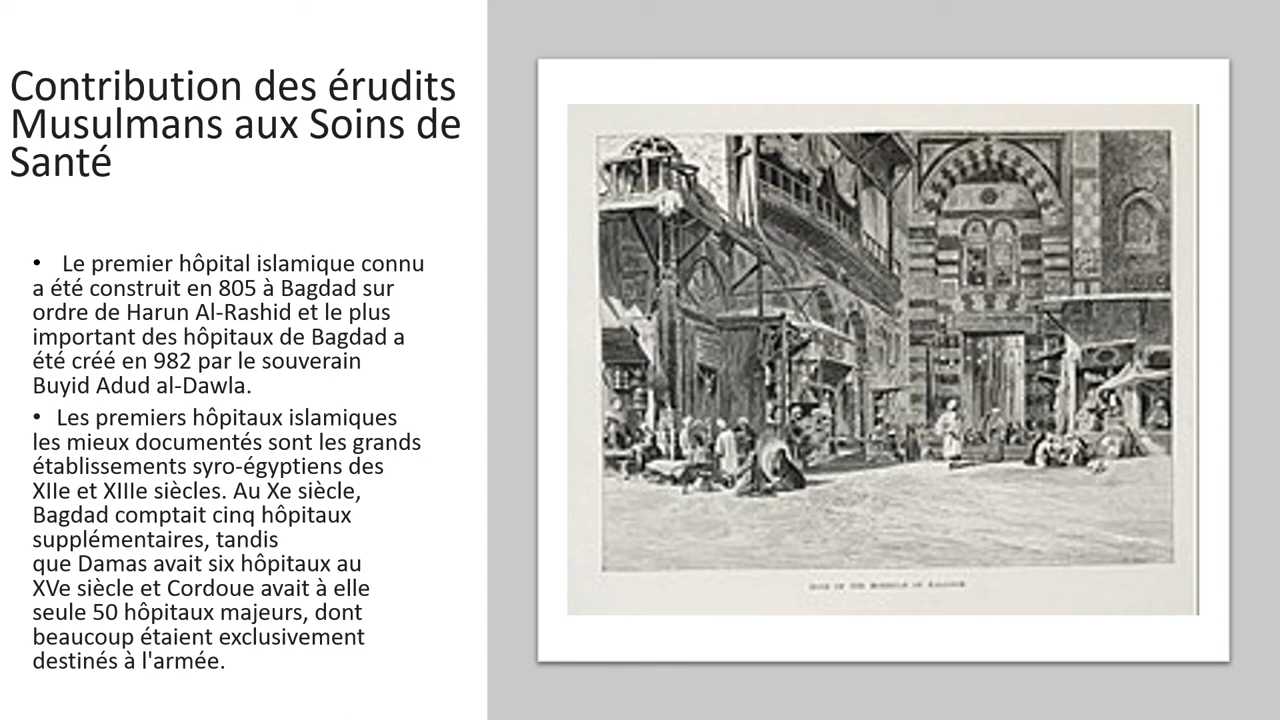 Contribution des érudits
Musulmans aux Soins de
Santé
• Le premier hôpital islamique connu
a été construit en 805 à Bagdad sur
ordre de Harun Al-Rashid et le plus
important des hôpitaux de Bagdad a
été créé en 982 par le souverain
Buyid Adud al-Dawla.
• Les premiers hôpitaux islamiques
les mieux documentés sont les grands
établissements syro-égyptiens des
XIIe et XIIIe siècles. Au Xe siècle,
Bagdad comptait cinq hôpitaux
supplémentaires, tandis
que Damas avait six hôpitaux au
XVe siècle et Cordoue avait à elle
seule 50 hôpitaux majeurs, dont
beaucoup étaient exclusivement
destinés à l'armée.
OF THE OF